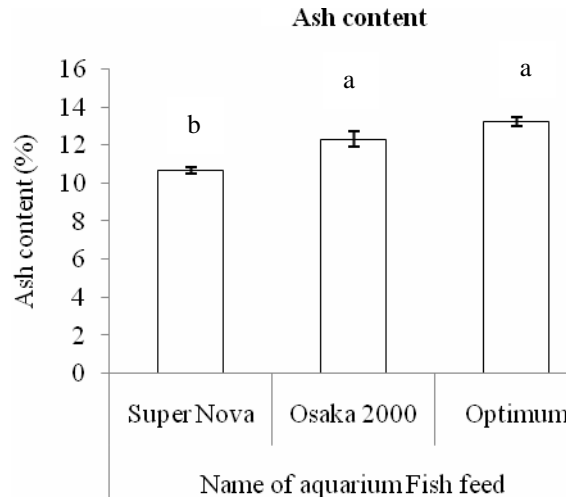 Ash content
16
14
12
10
8
6
4
2
0
Ash content (%)
b
a
a
Super Nova
Osaka 2000
Optimum
Name of aquarium Fish feed